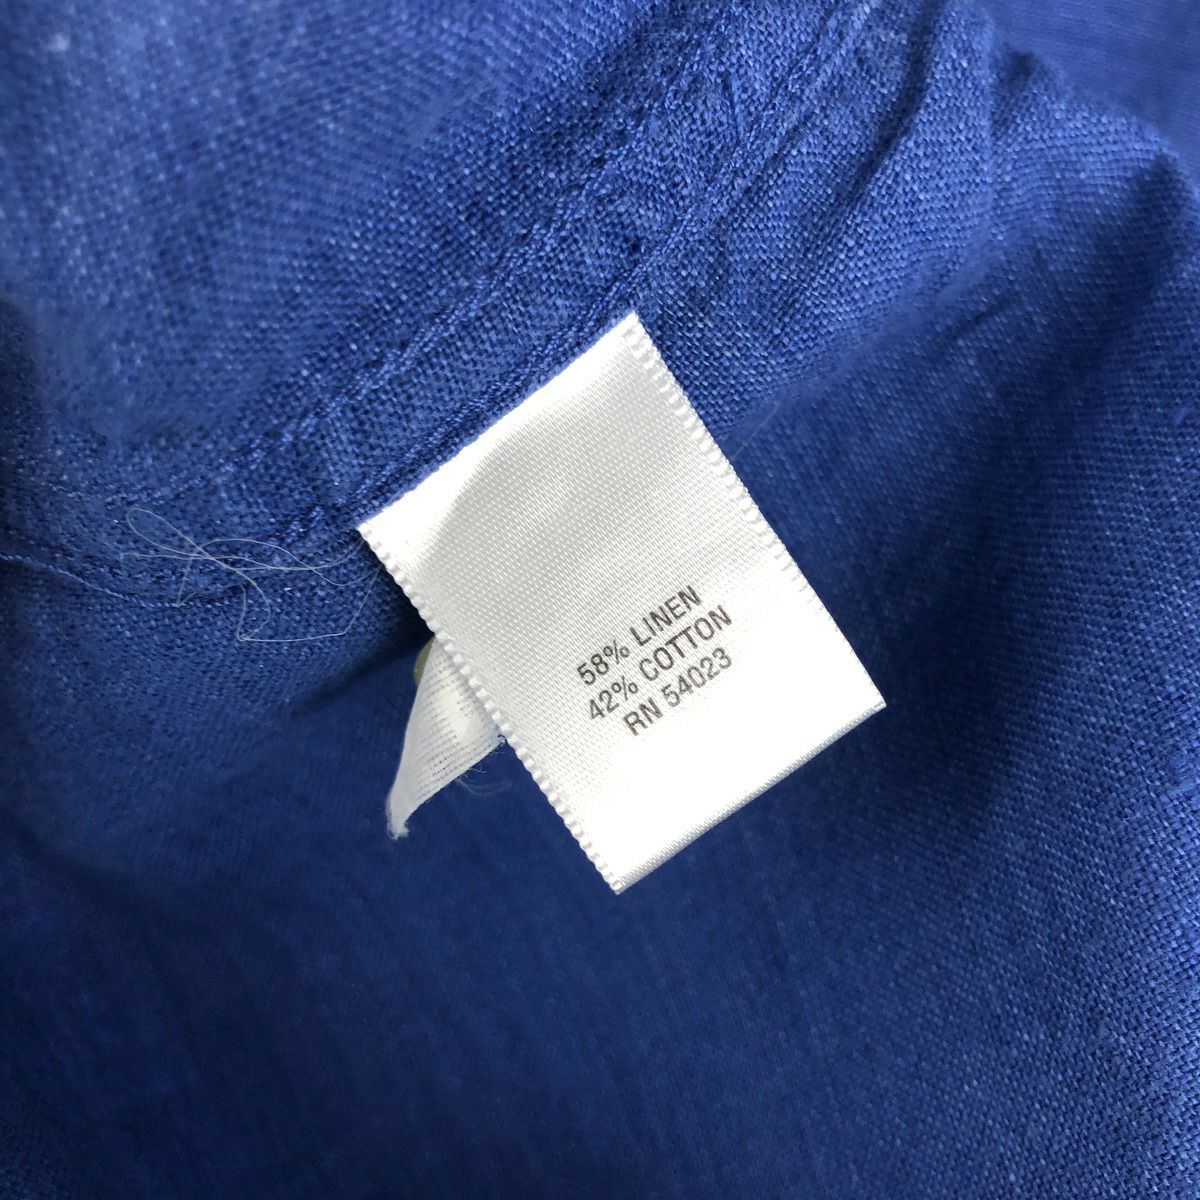 58% LINEN
42% COTTON
RN 54023